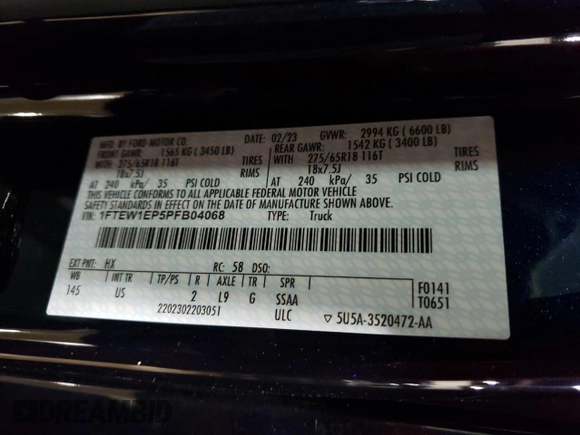 MFD. BY FORD MOTOR CO. 02/23 GVWR: 2994 KG ( 6600 LB)
FRONT GAWR: 1565 KG ( 3450 LB) REAR GAWR: 1542 KG ( 3400 LB)
WITH 275/65R18 116T TIRES WITH 275/65R18 116T TIRES
18x7.5J RIMS 18x7.5J RIMS
AT 240 kPa/ 35 PSI COLD AT 240 kPa/ 35 PSI COLD
THIS VEHICLE CONFORMS TO ALL APPLICABLE FEDERAL MOTOR VEHICLE
SAFETY STANDARDS IN EFFECT ON THE DATE OF MANUFACTURE SHOWN ABOVE.
VIN: 1FTEW1EP5PFB04068 TYPE: Truck
EXT PNT: HX RC: 58 DSO:
WB INT TR TP/PS R AXLE TR SPR F0141
145 US 2 L9 G SSAA T0651
2202302203051 ULC ▽ 5U5A-3520472-AA
DREAMBID